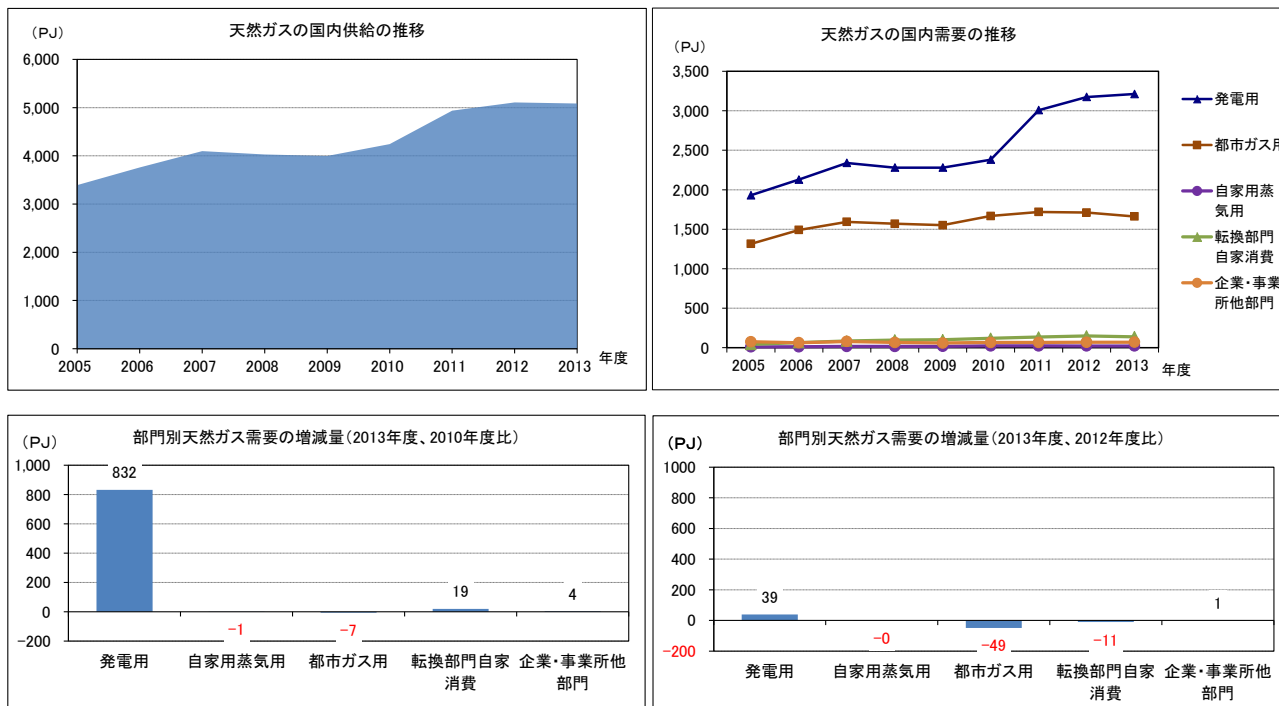 天然ガスの国内供給の推移
(PJ)
6,000
5,000
4,000
3,000
2,000
1,000
0
2005 2006 2007 2008 2009 2010 2011 2012 2013
年度
天然ガスの国内需要の推移
(PJ)
3,500
3,000
2,500
2,000
1,500
1,000
500
0
2005 2006 2007 2008 2009 2010 2011 2012 2013
年度
発電用
都市ガス用
自家用蒸
気用
転換部門
自家消費
企業・事業
所他部門
部門別天然ガス需要の増減量(2013年度、2010年度比)
(PJ)
1,000
800
600
400
200
0
-200
832
-1
-7
19
4
発電用 自家用蒸気用 都市ガス用 転換部門自家 企業・事業所他
消費 部門
部門別天然ガス需要の増減量(2013年度、2012年度比)
(PJ)
1000
800
600
400
200
0
-200
39
-0
-49
-11
1
発電用 自家用蒸気用 都市ガス用 転換部門自家 企業・事業所他
消費 部門